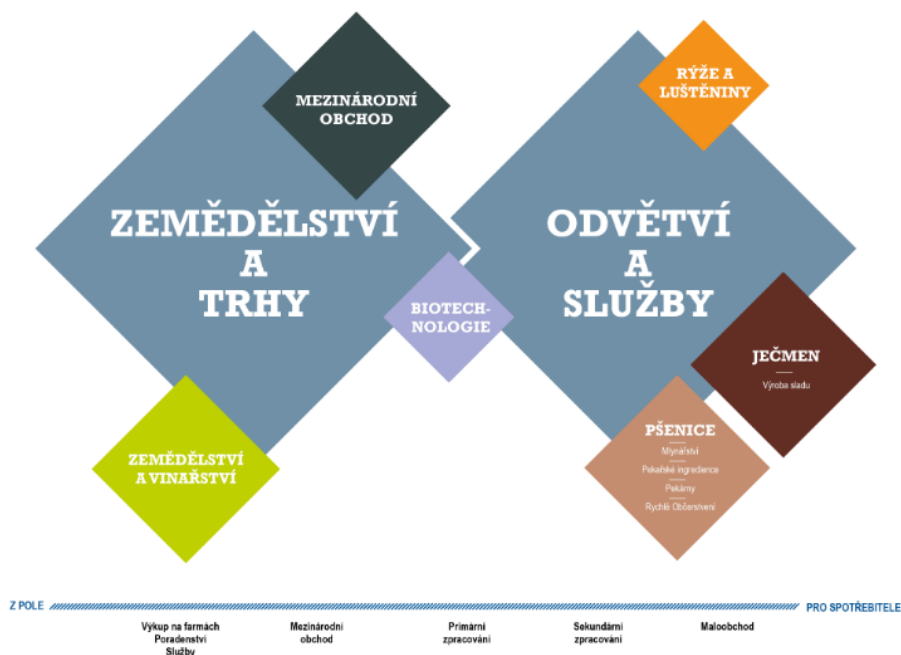 MEZINÁRODNÍ
OBCHOD
RÝŽE A
LUŠTĚNINY
ZEMĚDĚLSTVÍ
A
TRHY
ODVĚTVÍ
A
SLUŽBY
BIOTECH-
NOLOGIE
JEČMEN
Výroba sladu
ZEMĚDĚLSTVÍ
A VINAŘSTVÍ
PŠENICE
Mlynářství
Pekařské ingredience
Pekárny
Rychlé Občerstvení
Z POLE
PRO SPOTŘEBITELE
Výkup na farmách
Poradenství
Služby
Mezinárodní
obchod
Primární
zpracování
Sekundární
zpracování
Maloobchod